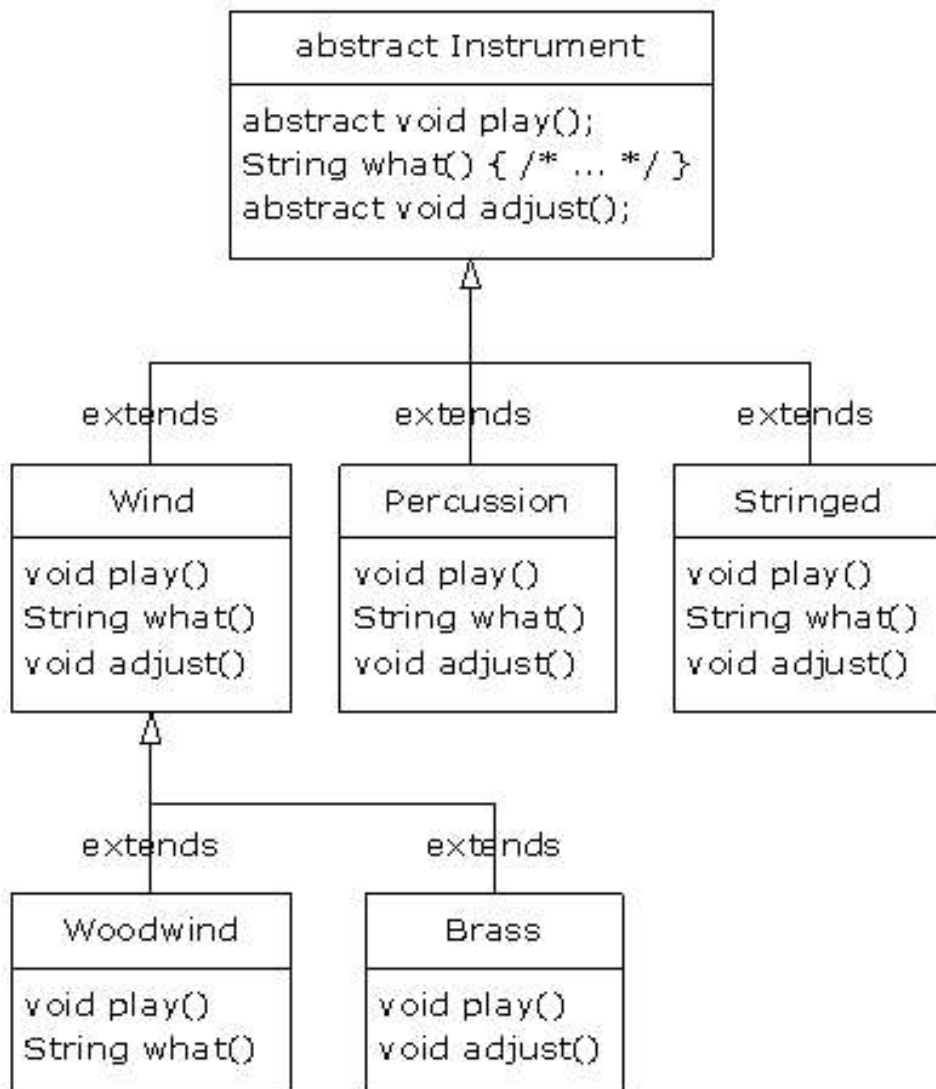 abstract Instrument
abstract void play();
String what() { /* ... */ }
abstract void adjust();
extends
extends
extends
Wind
void play()
String what()
void adjust()
Percussion
void play()
String what()
void adjust()
Stringed
void play()
String what()
void adjust()
extends
extends
Woodwind
void play()
String what()
Brass
void play()
void adjust()